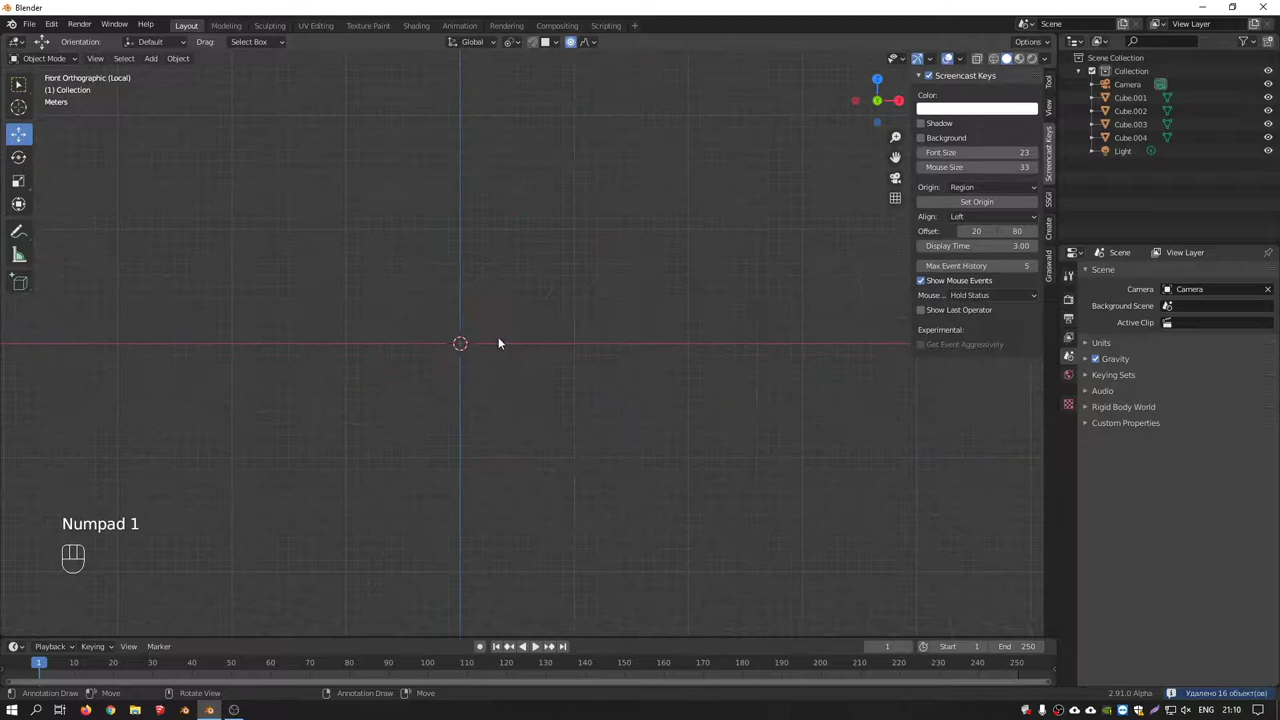 Blender
File Edit Render Window Help Layout Modeling Sculpting UV Editing Texture Paint Shading Animation Rendering Compositing Scripting + Scene View Layer
Orientation: Default Drag: Select Box Global Options
Object Mode View Select Add Object
Front Orthographic (Local)
(1) Collection
Meters
Numpad 1
Screencast Keys
Color:
Shadow
Background
Font Size 23
Mouse Size 33
Origin: Region
Set Origin
Align: Left
Offset: 20 80
Display Time 3.00
Max Event History 5
Show Mouse Events
Mouse ... Hold Status
Show Last Operator
Experimental:
Get Event Aggressively
Tool
View
Screencast Keys
SSGI
Create
Graswald
Scene Collection
Collection
Camera
Cube.001
Cube.002
Cube.003
Cube.004
Light
Scene View Layer
Scene
Camera Camera
Background Scene
Active Clip
Units
Gravity
Keying Sets
Audio
Rigid Body World
Custom Properties
Playback Keying View Marker 1 Start 1 End 250
1 10 20 30 40 50 60 70 80 90 100 110 120 130 140 150 160 170 180 190 200 210 220 230 240 250
Annotation Draw Move Rotate View Annotation Draw Move 2.91.0 Alpha Удалено 16 объект(ов)
ENG 21:10